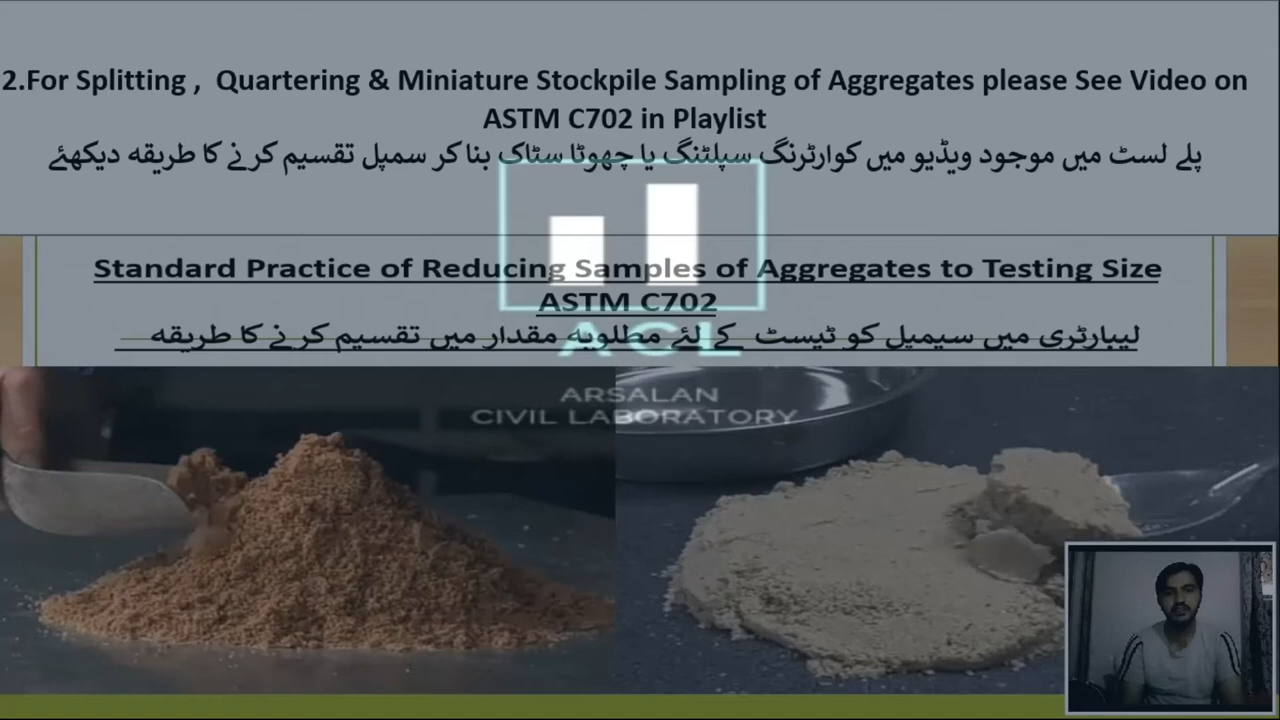 2.For Splitting , Quartering & Miniature Stockpile Sampling of Aggregates please See Video on
ASTM C702 in Playlist
پلے لسٹ میں موجود ویڈیو میں کوارٹرنگ سپلٹنگ یا چھوٹا سٹاک بنا کر سمپل تقسیم کرنے کا طریقہ دیکھئے
Standard Practice of Reducing Samples of Aggregates to Testing Size
ASTM C702
لیبارٹری میں سیمپل کو ٹیسٹ کے لئے مطلوبہ مقدار میں تقسیم کرنے کا طریقہ
ACL
ARSALAN
CIVIL LABORATORY